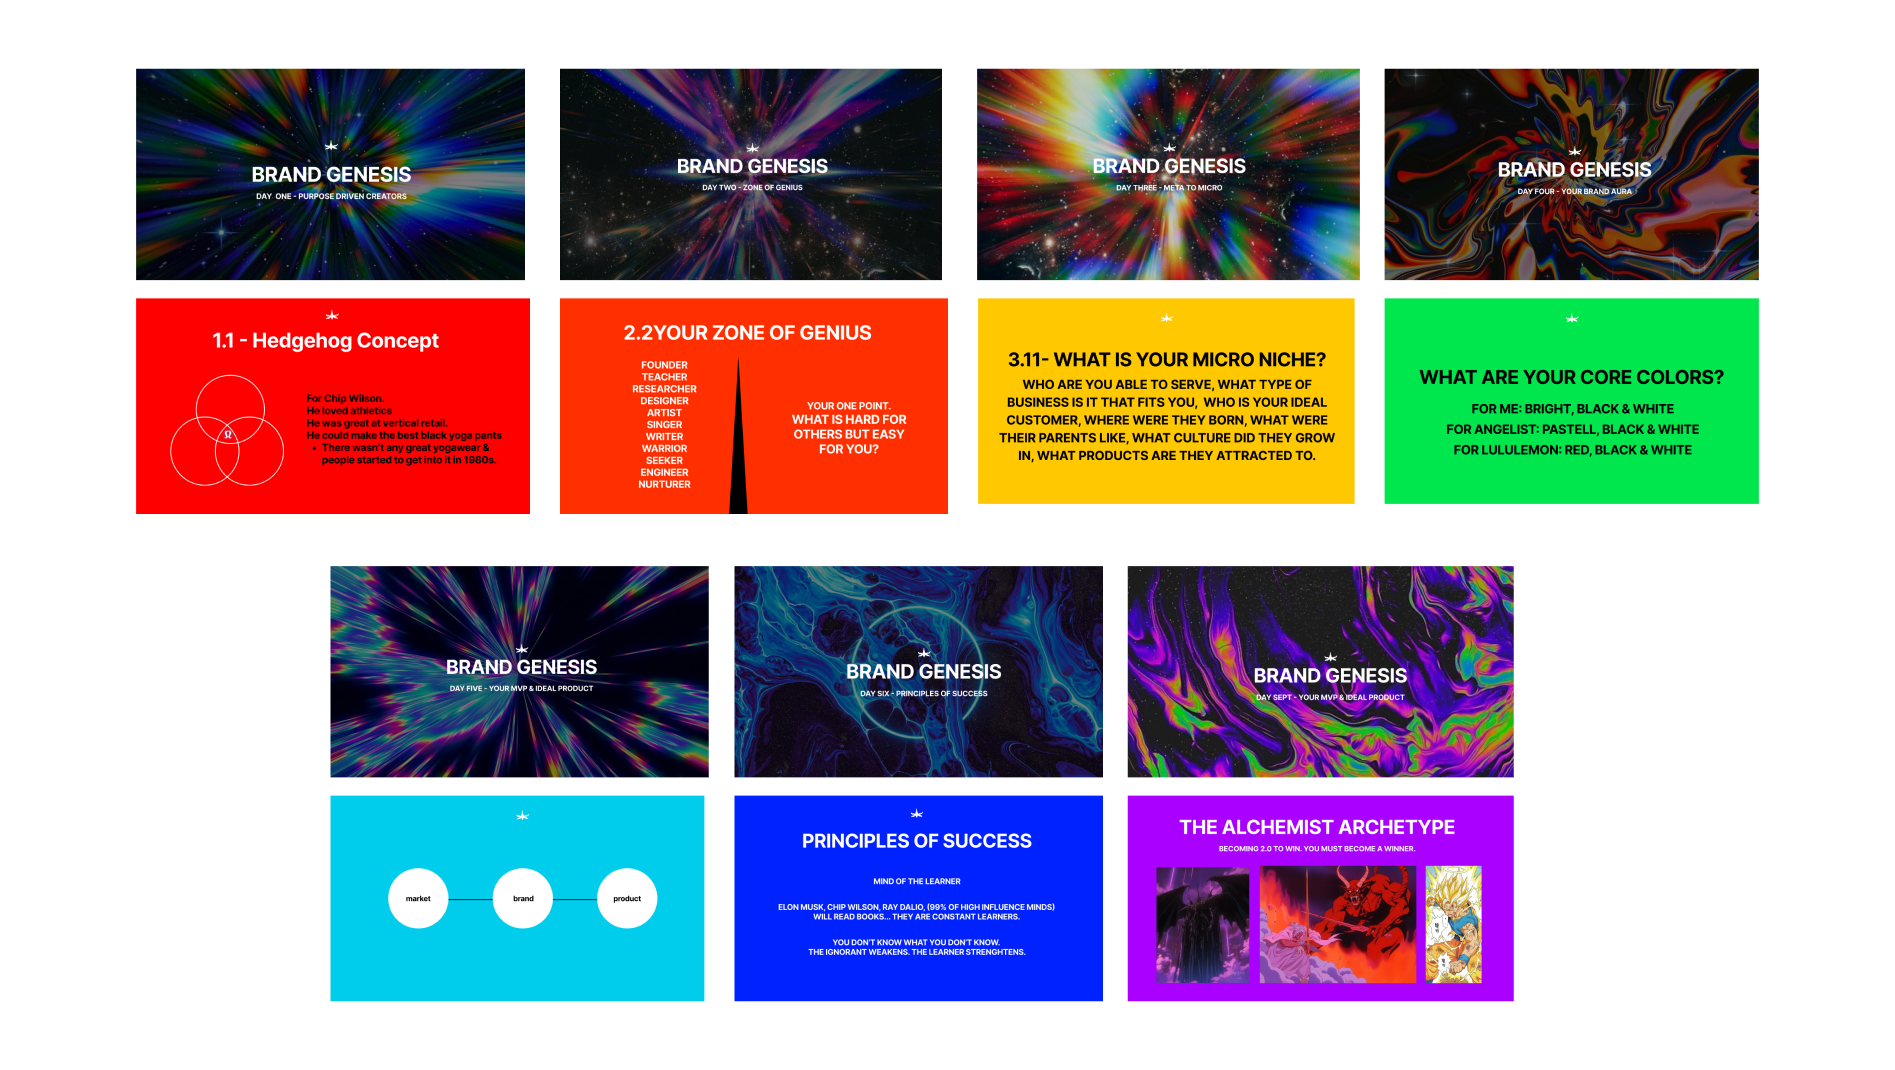 BRAND GENESIS
DAY  ONE - PURPOSE DRIVEN CREATORS
BRAND GENESIS
DAY TWO - ZONE OF GENIUS
BRAND GENESIS
DAY THREE - META TO MICRO
BRAND GENESIS
DAY FOUR - YOUR BRAND AURA
1.1 - Hedgehog Concept
Ω
For Chip Wilson.
He loved athletics
He was great at vertical retail.
He could make the best black yoga pants
• There wasn't any great yogawear &
people started to get into it in 1980s.
2.2YOUR ZONE OF GENIUS
FOUNDER
TEACHER
RESEARCHER
DESIGNER
ARTIST
SINGER
WRITER
WARRIOR
SEEKER
ENGINEER
NURTURER
YOUR ONE POINT.
WHAT IS HARD FOR
OTHERS BUT EASY
FOR YOU?
3.11- WHAT IS YOUR MICRO NICHE?
WHO ARE YOU ABLE TO SERVE, WHAT TYPE OF
BUSINESS IS IT THAT FITS YOU,  WHO IS YOUR IDEAL
CUSTOMER, WHERE WERE THEY BORN, WHAT WERE
THEIR PARENTS LIKE, WHAT CULTURE DID THEY GROW
IN, WHAT PRODUCTS ARE THEY ATTRACTED TO.
WHAT ARE YOUR CORE COLORS?
FOR ME: BRIGHT, BLACK & WHITE
FOR ANGELIST: PASTELL, BLACK & WHITE
FOR LULULEMON: RED, BLACK & WHITE
BRAND GENESIS
DAY FIVE - YOUR MVP & IDEAL PRODUCT
BRAND GENESIS
DAY SIX - PRINCIPLES OF SUCCESS
BRAND GENESIS
DAY SEPT - YOUR MVP & IDEAL PRODUCT
market
brand
product
PRINCIPLES OF SUCCESS
MIND OF THE LEARNER
ELON MUSK, CHIP WILSON, RAY DALIO, (99% OF HIGH INFLUENCE MINDS)
WILL READ BOOKS... THEY ARE CONSTANT LEARNERS.
YOU DON'T KNOW WHAT YOU DON'T KNOW.
THE IGNORANT WEAKENS. THE LEARNER STRENGHTENS.
THE ALCHEMIST ARCHETYPE
BECOMING 2.0 TO WIN. YOU MUST BECOME A WINNER.